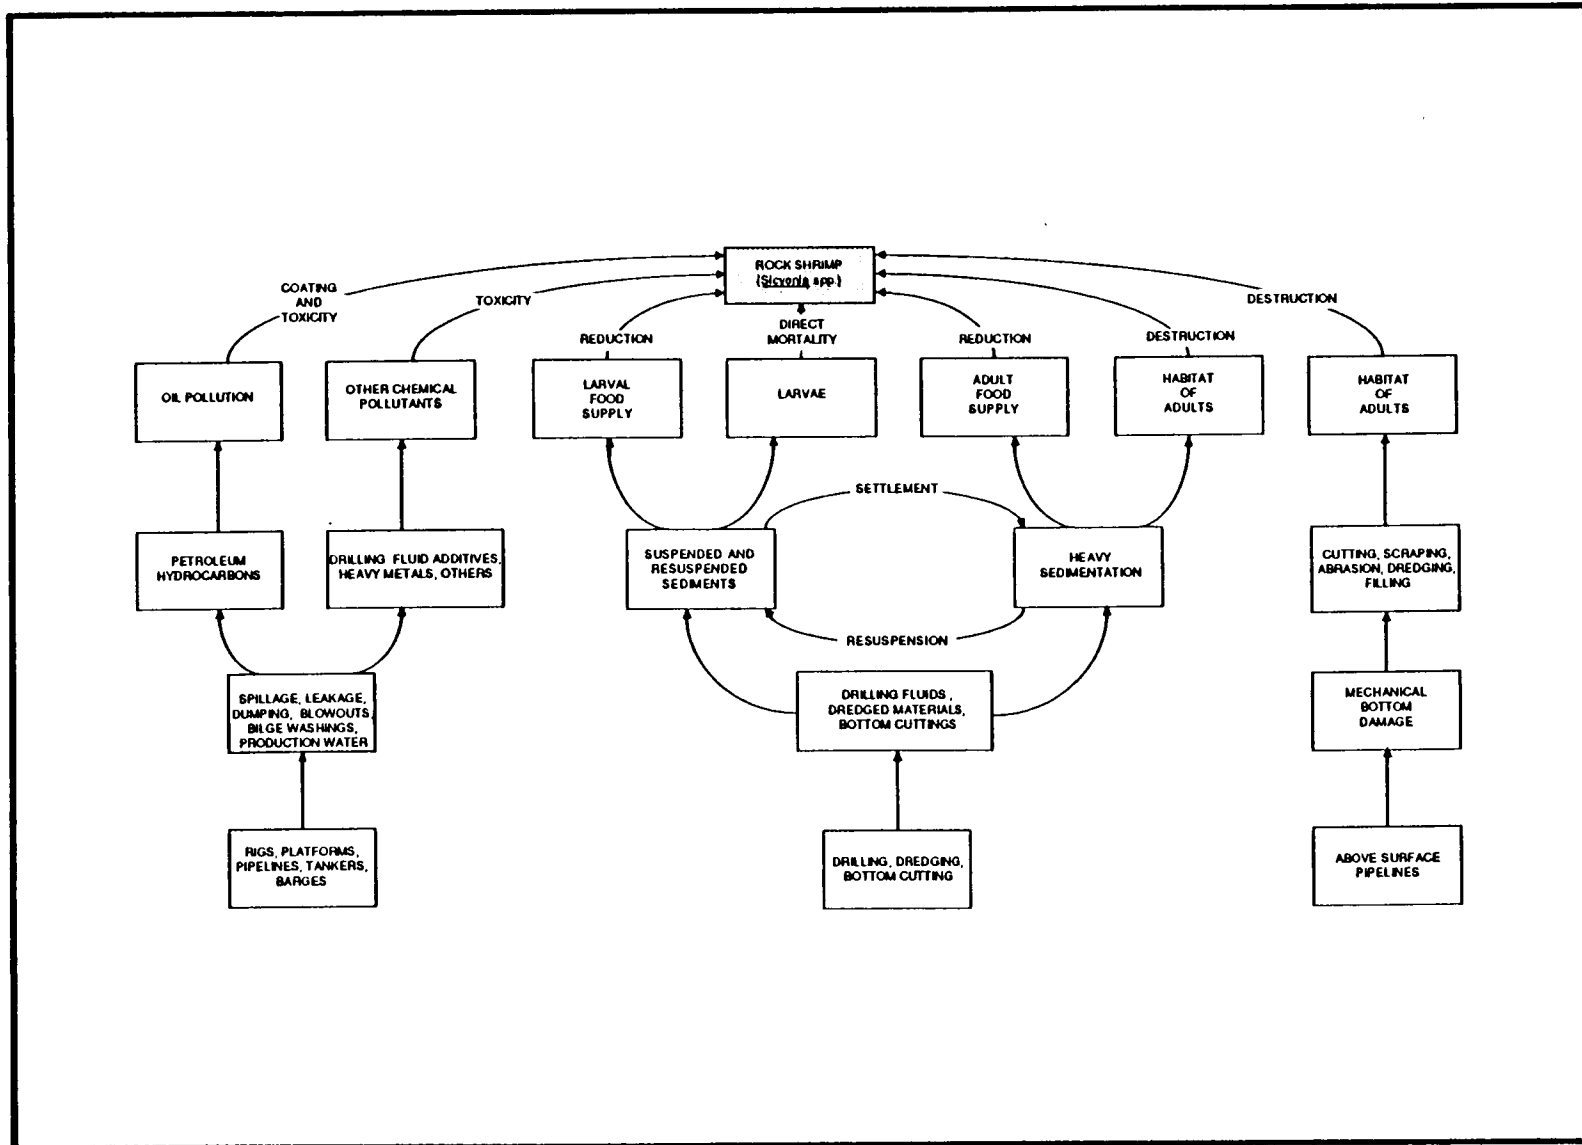 ROCK SHRIMP
(Sicyonia spp.)
COATING
AND
TOXICITY
TOXICITY
REDUCTION
DIRECT
MORTALITY
REDUCTION
DESTRUCTION
DESTRUCTION
OIL POLLUTION
OTHER CHEMICAL
POLLUTANTS
LARVAL
FOOD
SUPPLY
LARVAE
ADULT
FOOD
SUPPLY
HABITAT
OF
ADULTS
HABITAT
OF
ADULTS
SETTLEMENT
PETROLEUM
HYDROCARBONS
DRILLING FLUID ADDITIVES,
HEAVY METALS, OTHERS
SUSPENDED AND
RESUSPENDED
SEDIMENTS
HEAVY
SEDIMENTATION
CUTTING, SCRAPING,
ABRASION, DREDGING,
FILLING
RESUSPENSION
SPILLAGE, LEAKAGE,
DUMPING, BLOWOUTS,
BILGE WASHINGS,
PRODUCTION WATER
DRILLING FLUIDS,
DREDGED MATERIALS,
BOTTOM CUTTINGS
MECHANICAL
BOTTOM
DAMAGE
RIGS, PLATFORMS,
PIPELINES, TANKERS,
BARGES
DRILLING, DREDGING,
BOTTOM CUTTING
ABOVE SURFACE
PIPELINES